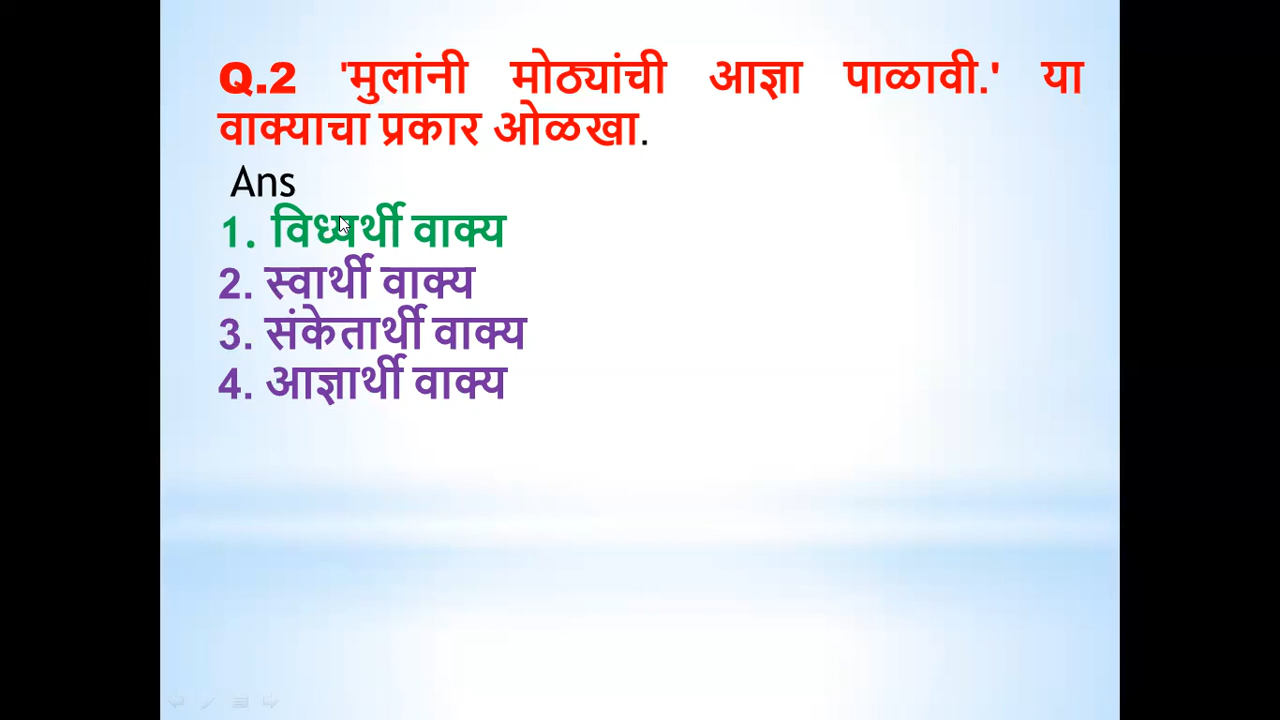 Q.2 'मुलांनी मोठ्यांची आज्ञा पाळावी.' या
वाक्याचा प्रकार ओळखा.
Ans
1. विध्यर्थी वाक्य
2. स्वार्थी वाक्य
3. संकेतार्थी वाक्य
4. आज्ञार्थी वाक्य